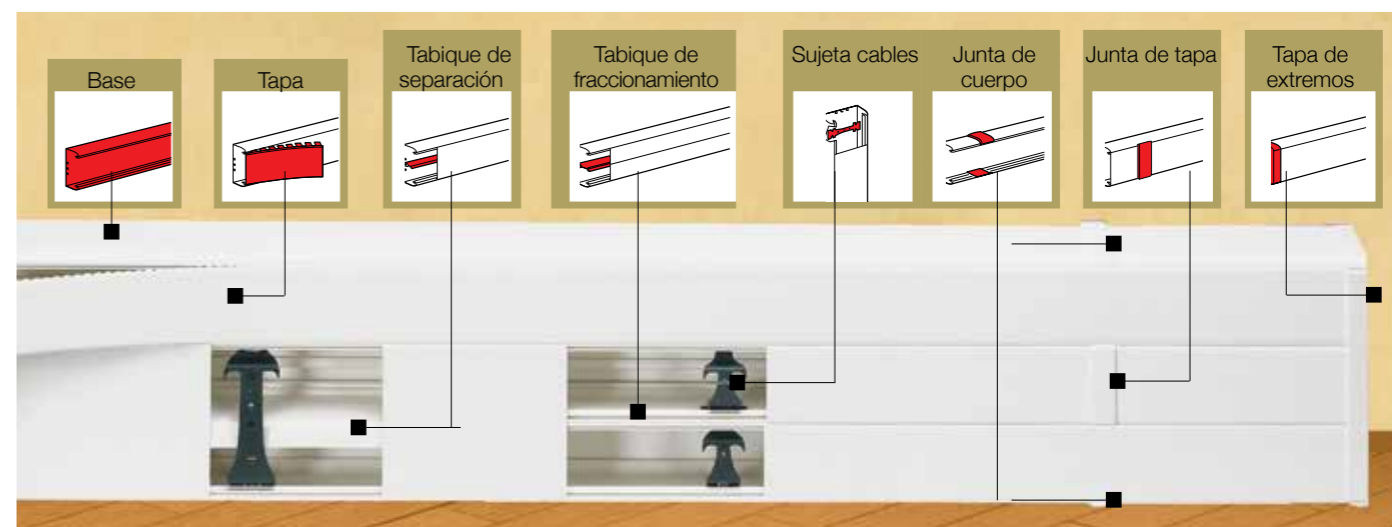 Base
Tapa
Tabique de
separación
Tabique de
fraccionamiento
Sujeta cables
Junta de
cuerpo
Junta de tapa
Tapa de
extremos